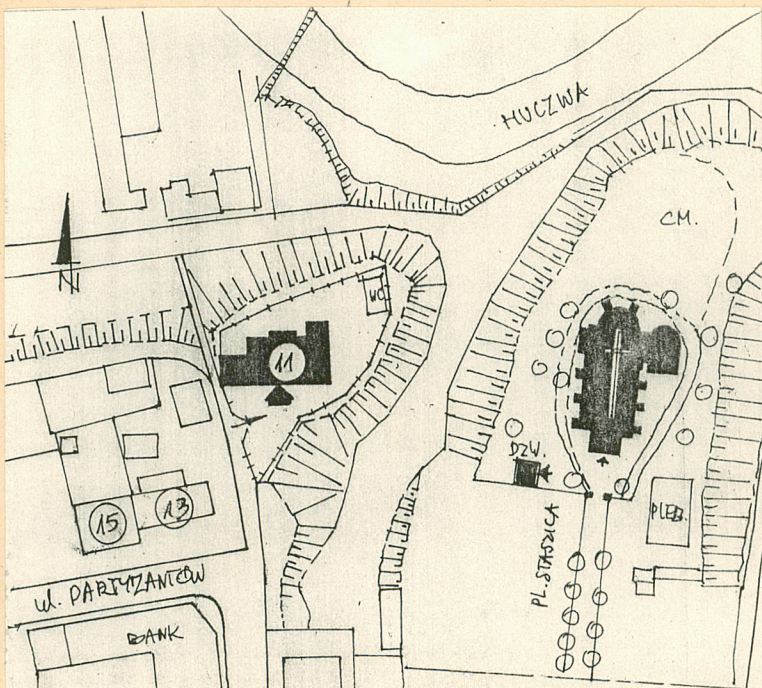 HUCZWA
CM.
N
WC
11
DZW.
PLEB.
15
13
PL. STASZICA
ul. PARTYZANTÓW
BANK